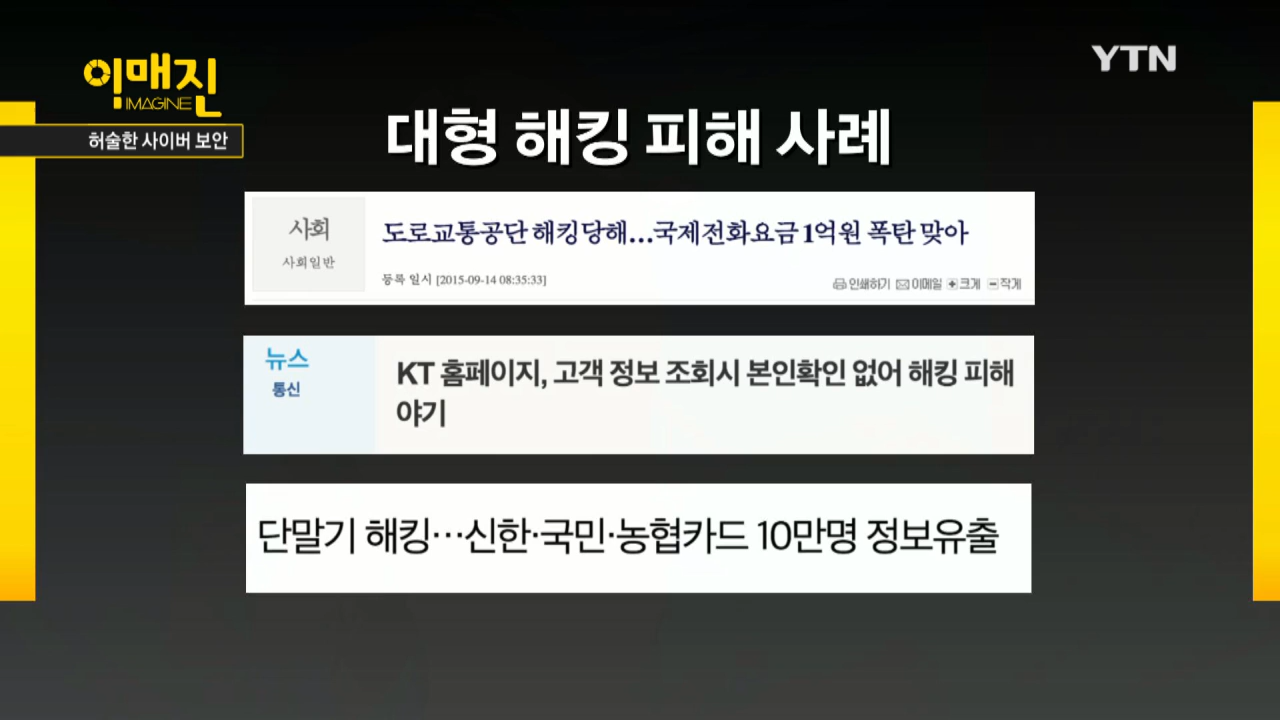 이매진
IMAGINE
YTN
허술한 사이버 보안
대형 해킹 피해 사례
사회
사회일반
도로교통공단 해킹당해...국제전화요금 1억원 폭탄 맞아
등록 일시 [2015-09-14 08:35:33]
인쇄하기 이메일 크게 작게
뉴스
통신
KT 홈페이지, 고객 정보 조회시 본인확인 없어 해킹 피해
야기
단말기 해킹…신한·국민·농협카드 10만명 정보유출